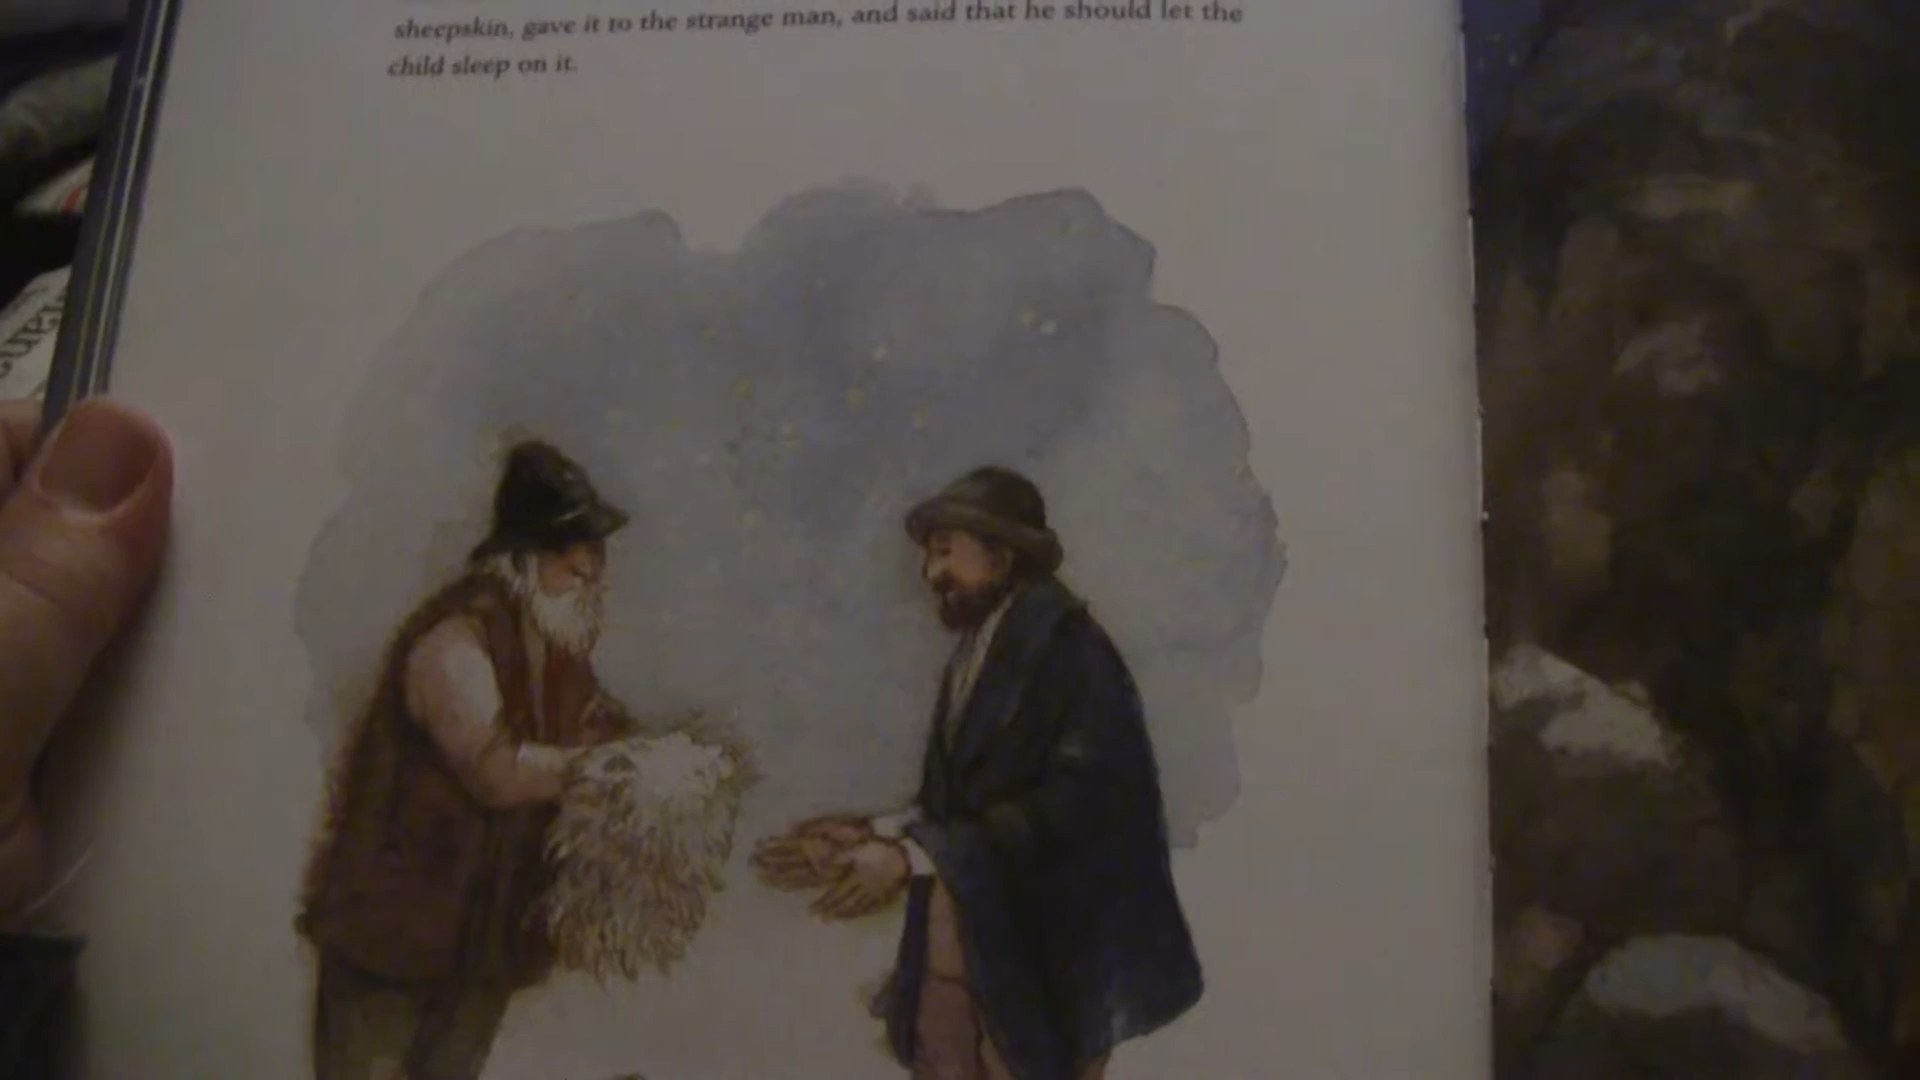 sheepskin, gave it to the strange man, and said that he should let the
child sleep on it.